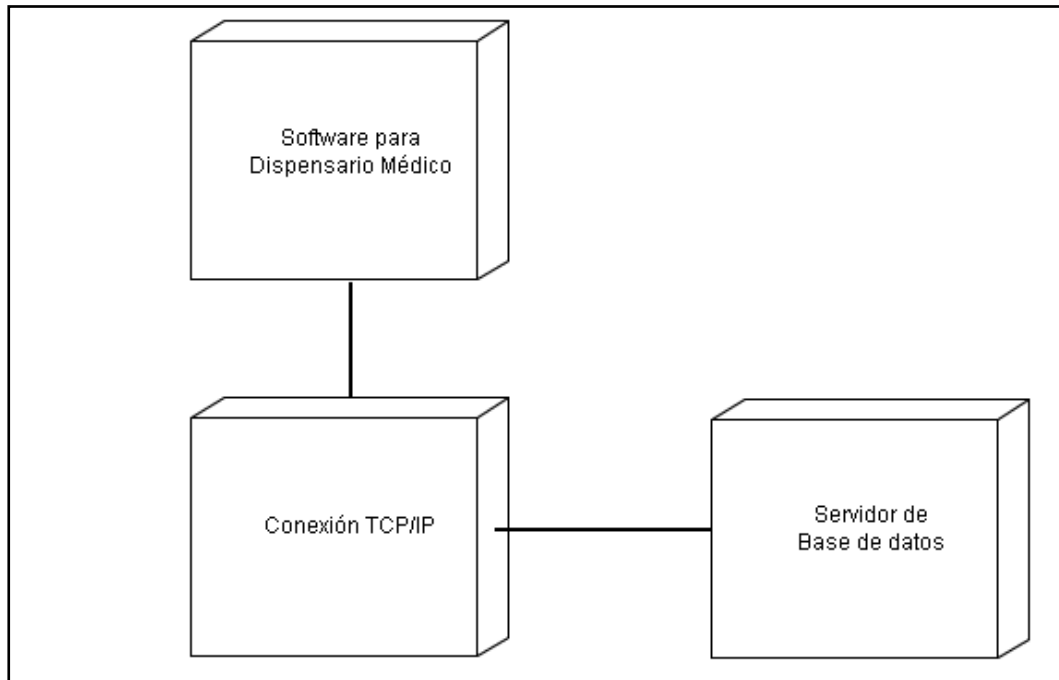 Software para
Dispensario Médico
Conexión TCP/IP
Servidor de
Base de datos